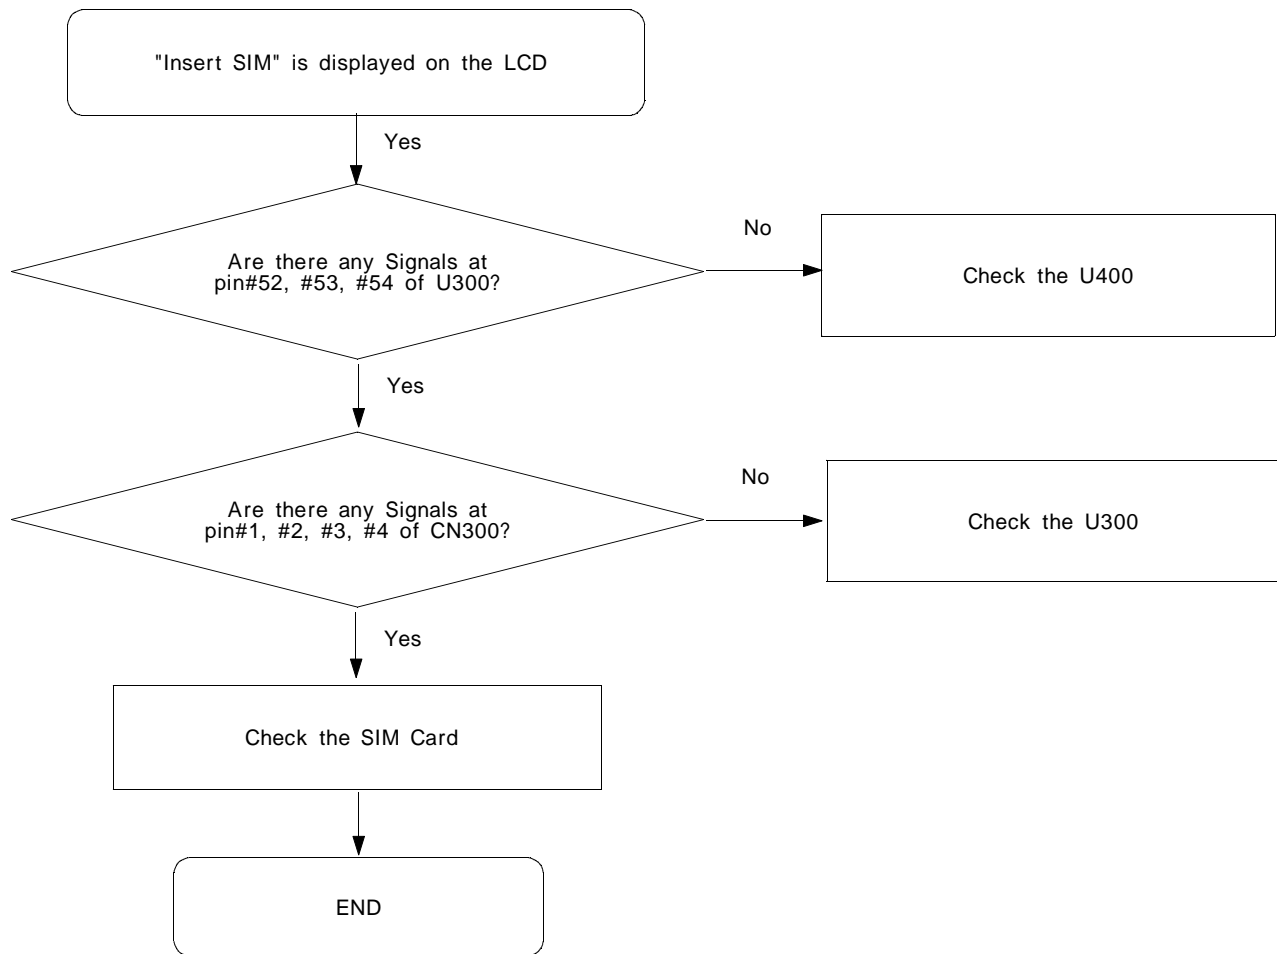 "Insert SIM" is displayed on the LCD
Yes
Are there any Signals at
pin#52, #53, #54 of U300?
No
Check the U400
Yes
Are there any Signals at
pin#1, #2, #3, #4 of CN300?
No
Check the U300
Yes
Check the SIM Card
END